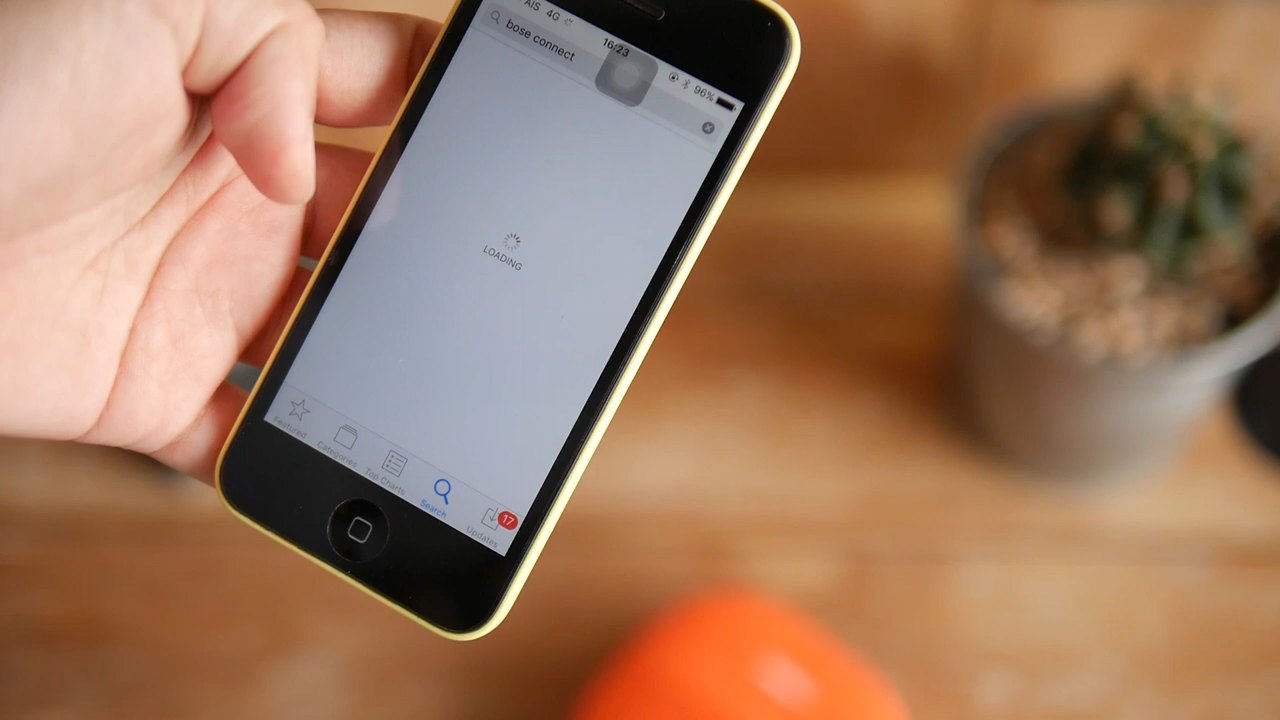 AIS 4G 16:23 96%
bose connect
LOADING
Featured Categories Top Charts Search Updates
17